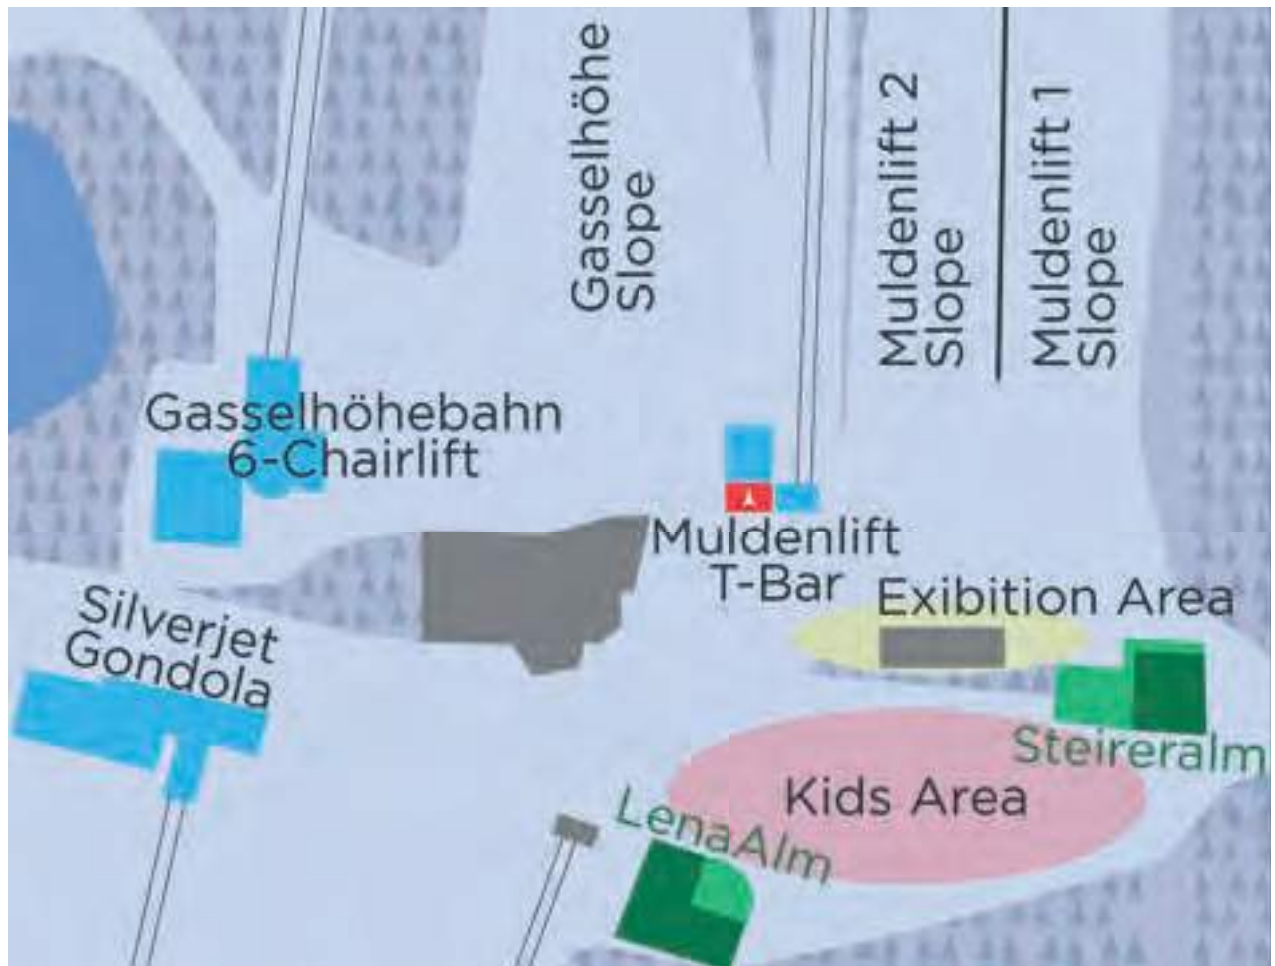 Gasselhöhe
Slope
Muldenlift 2
Slope
Muldenlift 1
Slope
Gasselhöhebahn
6-Chairlift
Muldenlift
T-Bar
Exibition Area
Silverjet
Gondola
Steireralm
Kids Area
LenaAlm